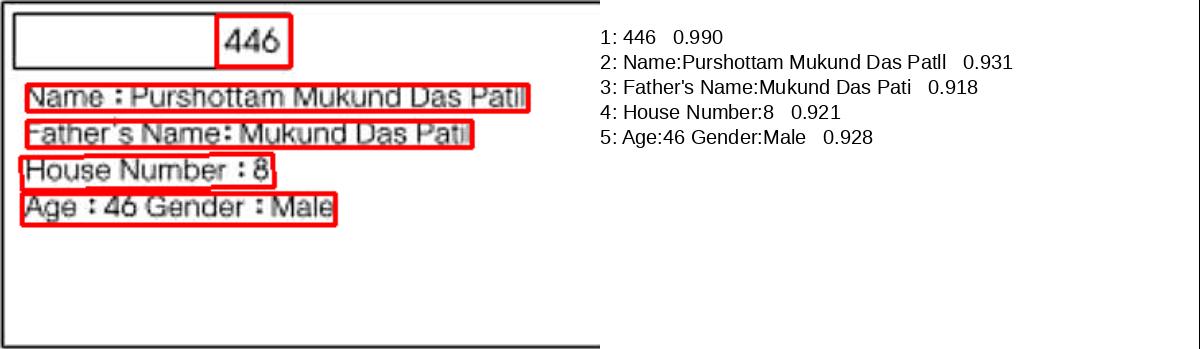 446
Name : Purshottam Mukund Das Patil
Father's Name: Mukund Das Patil
House Number : 8
Age : 46 Gender : Male
1: 446 0.990
2: Name:Purshottam Mukund Das Patll 0.931
3: Father's Name:Mukund Das Pati 0.918
4: House Number:8 0.921
5: Age:46 Gender:Male 0.928